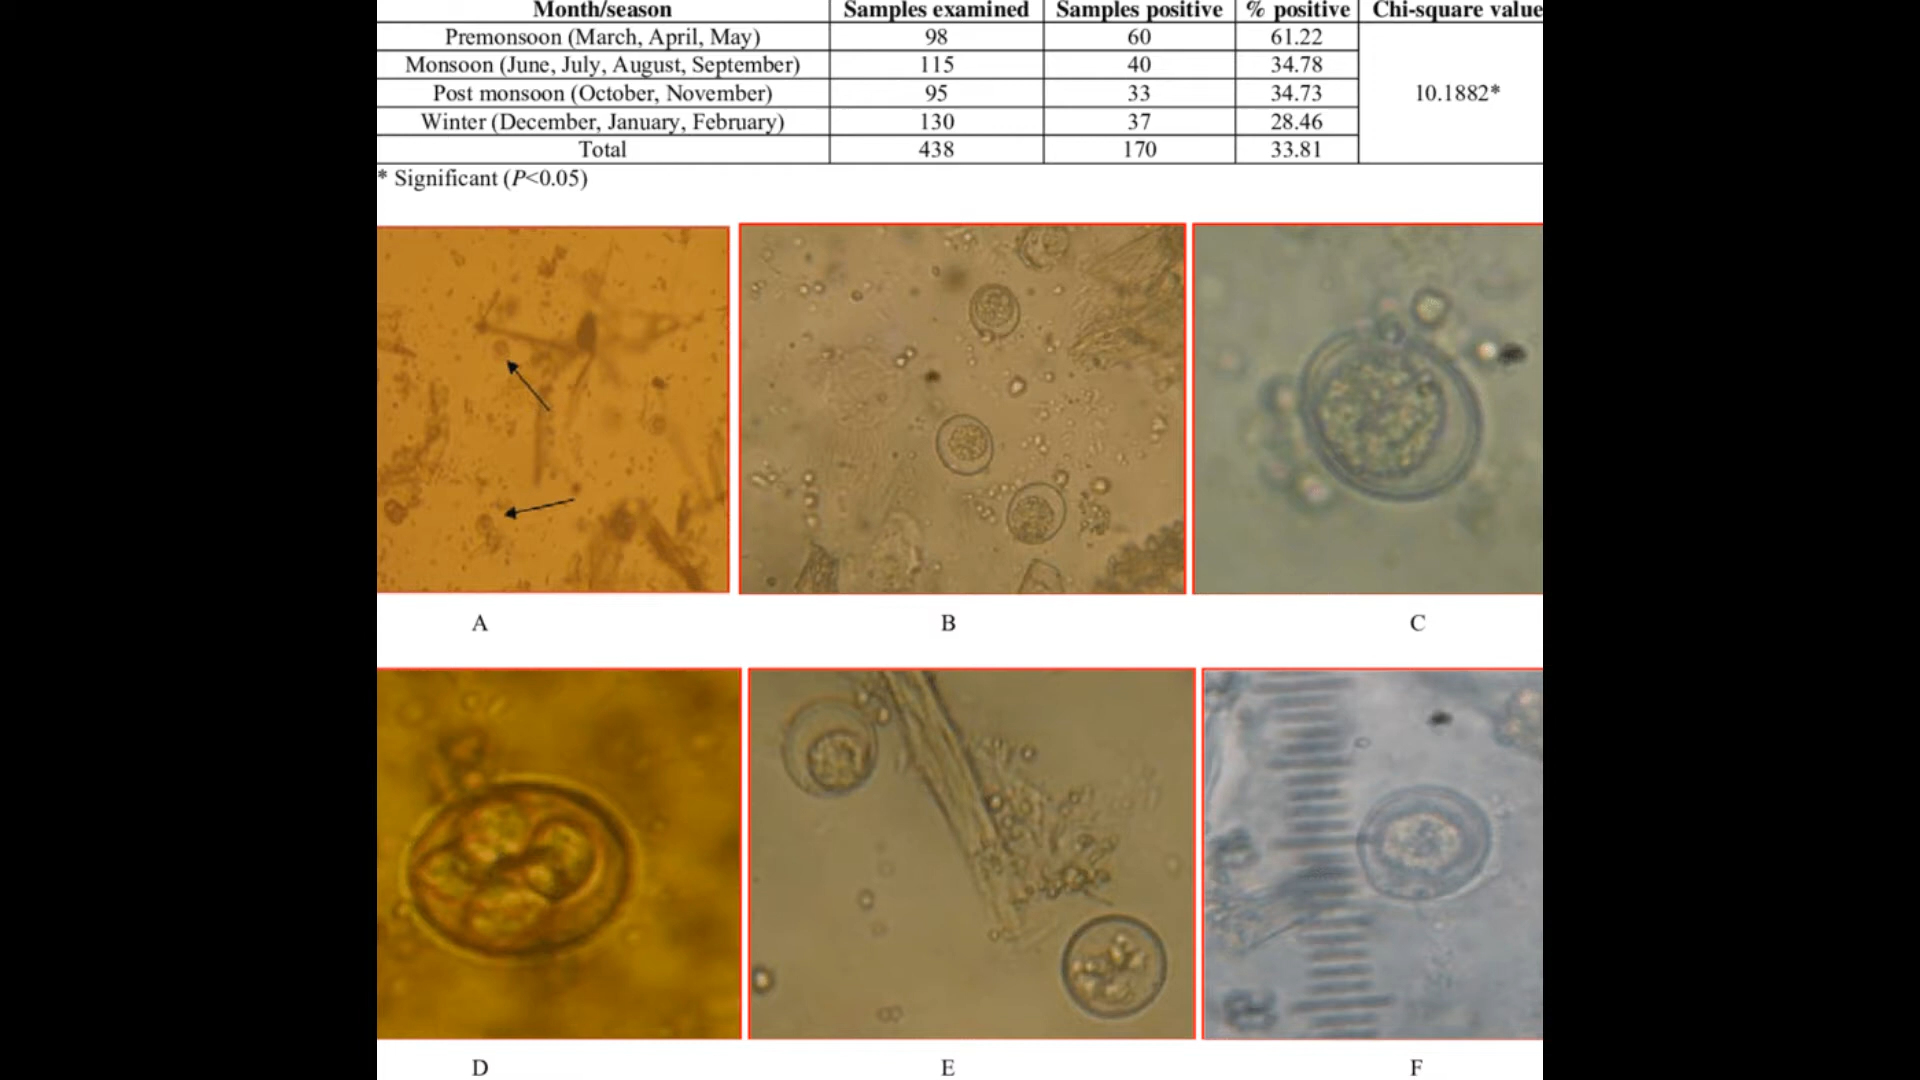 Month/season Samples examined Samples positive % positive Chi-square value
Premonsoon (March, April, May) 98 60 61.22
Monsoon (June, July, August, September) 115 40 34.78
Post monsoon (October, November) 95 33 34.73 10.1882*
Winter (December, January, February) 130 37 28.46
Total 438 170 33.81
* Significant (P<0.05)
A B C
D E F